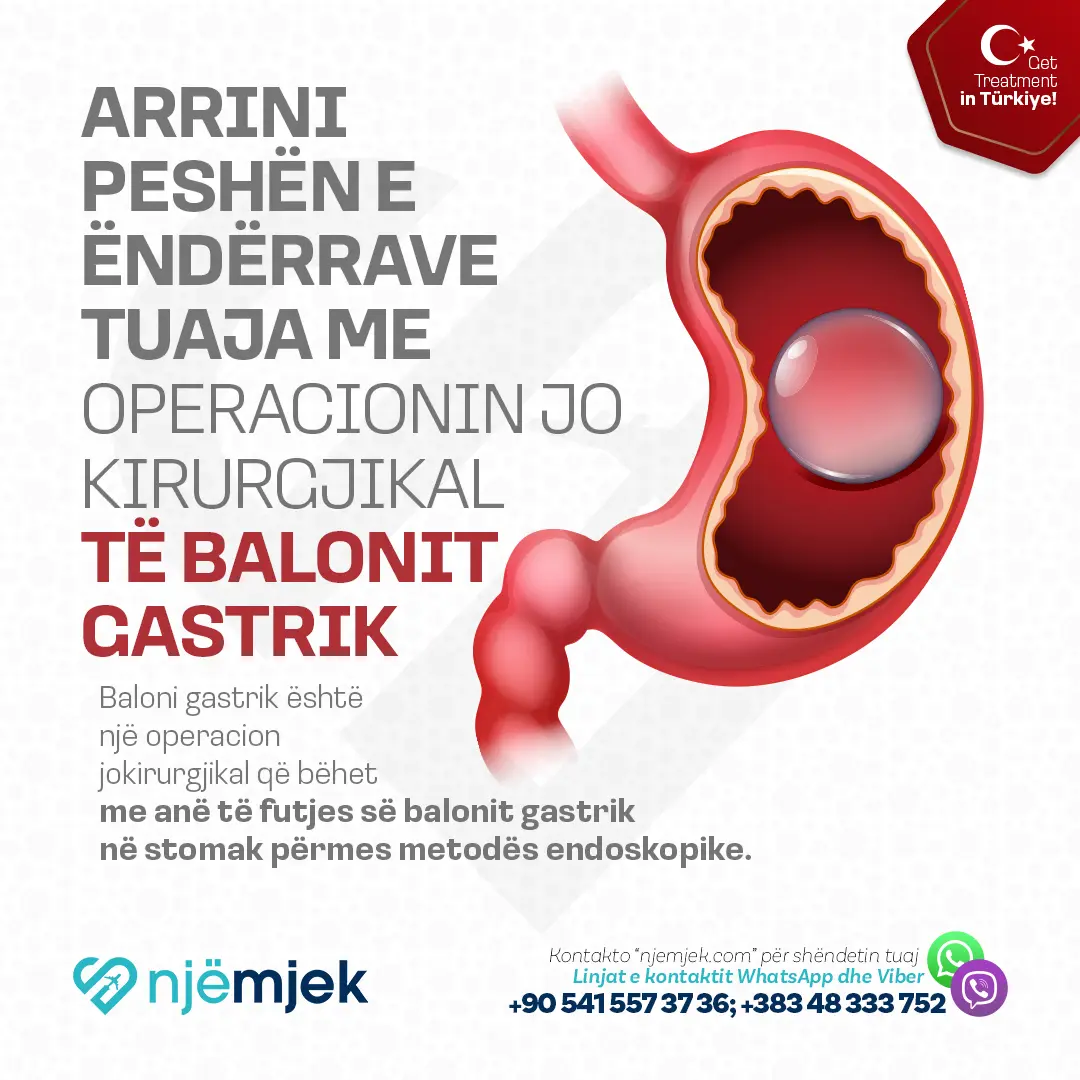 Get
Treatment
in Türkiye!
ARRINI
PESHËN E
ËNDËRRAVE
TUAJA ME
OPERACIONIN JO
KIRURGJIKAL
TË BALONIT
GASTRIK
Baloni gastrik është
një operacion
jokirurgjikal që bëhet
me anë të futjes së balonit gastrik
në stomak përmes metodës endoskopike.
njëmjek
Kontakto “njemjek.com” për shëndetin tuaj
Linjat e kontaktit WhatsApp dhe Viber
+90 541 557 37 36; +383 48 333 752